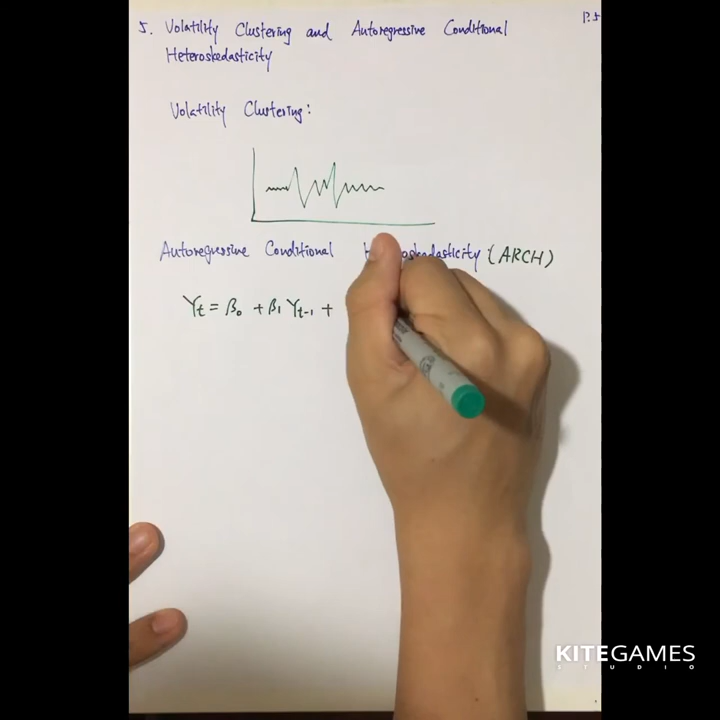 5. Volatility Clustering and Autoregressive Conditional P.5
Heteroskedasticity
Volatility Clustering:
Autoregressive Conditional (ARCH)
Yt = β0 + β1 Yt-1 +
KITEGAMES
STUDIO